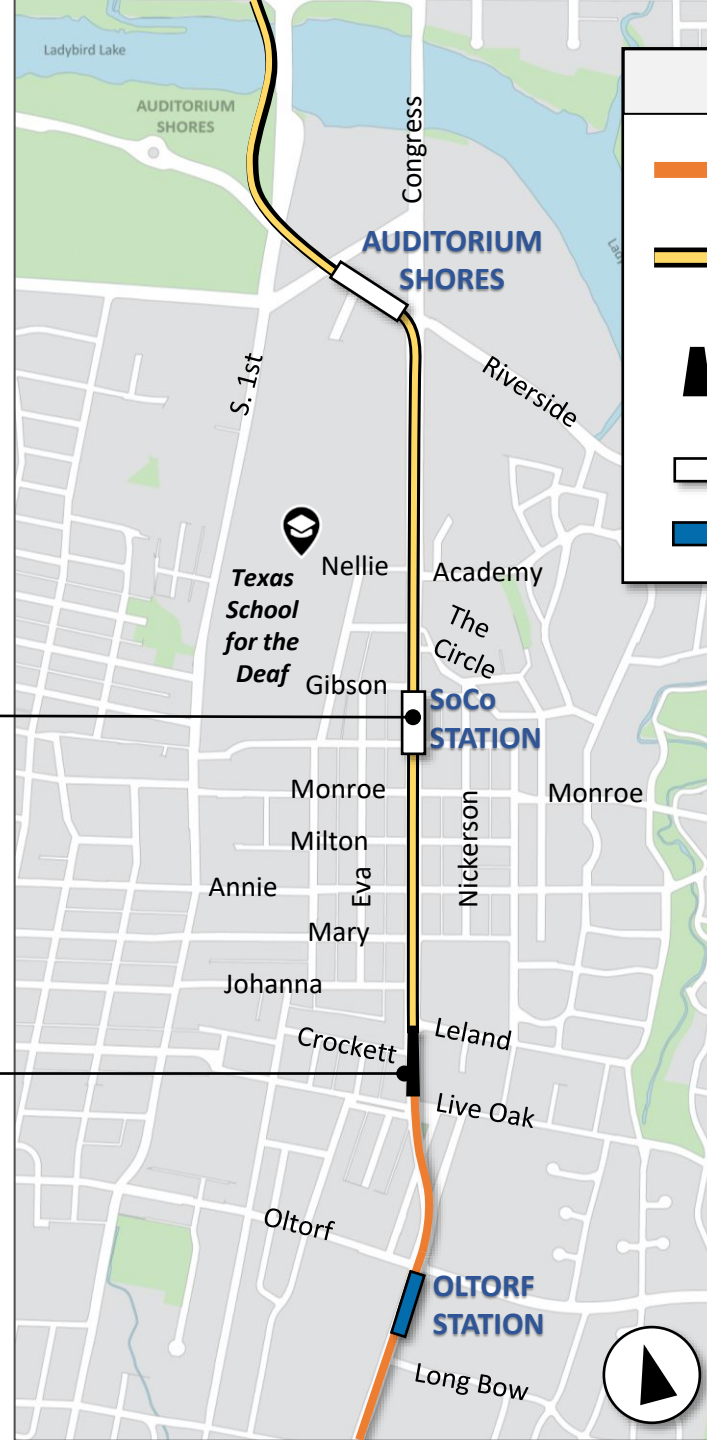 Ladybird Lake
AUDITORIUM
SHORES
Congress
AUDITORIUM
SHORES
S. 1st
Riverside
Nellie
Academy
Texas
School
for the
Deaf
The
Circle
Gibson
SoCo
STATION
Monroe
Monroe
Milton
Nickerson
Eva
Annie
Mary
Johanna
Crockett
Leland
Live Oak
Oltorf
OLTORF
STATION
Long Bow